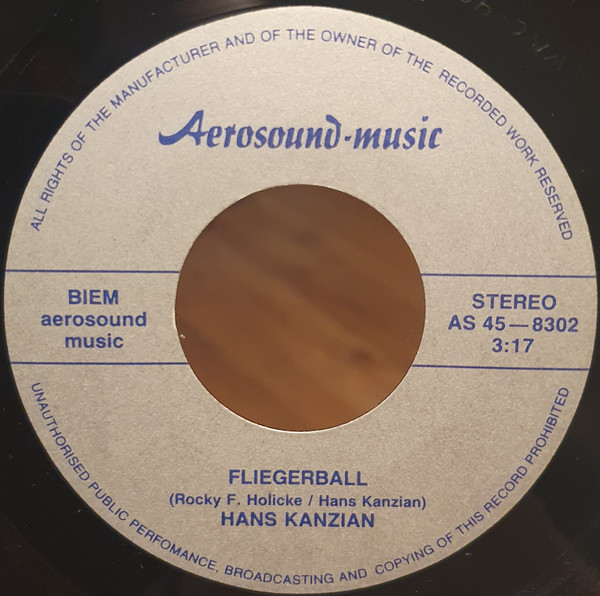 ALL RIGHTS OF THE MANUFACTURER AND OF THE OWNER OF THE RECORDED WORK RESERVED
Aerosound-music
BIEM
aerosound
music
STEREO
AS 45—8302
3:17
FLIEGERBALL
(Rocky F. Holicke / Hans Kanzian)
HANS KANZIAN
UNAUTHORISED PUBLIC PERFOMANCE, BROADCASTING AND COPYING OF THIS RECORD PROHIBITED